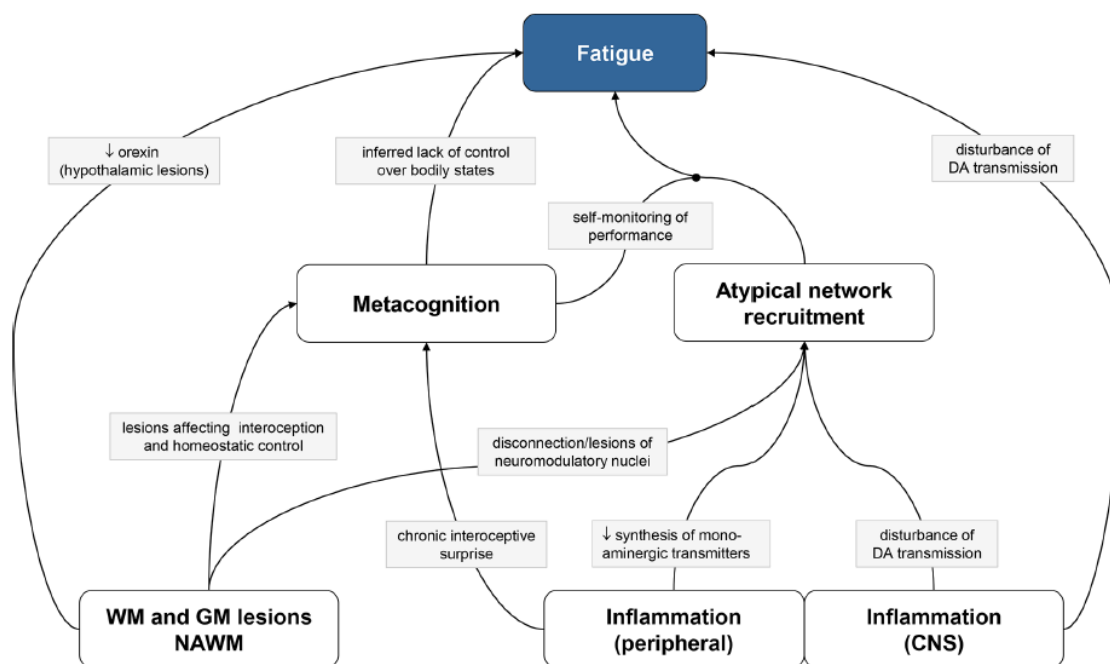 Fatigue
↓ orexin
(hypothalamic lesions)
inferred lack of control
over bodily states
disturbance of
DA transmission
self-monitoring of
performance
Metacognition
Atypical network
recruitment
lesions affecting interoception
and homeostatic control
disconnection/lesions of
neuromodulatory nuclei
chronic interoceptive
surprise
↓ synthesis of mono-
aminergic transmitters
disturbance of
DA transmission
WM and GM lesions
NAWM
Inflammation
(peripheral)
Inflammation
(CNS)